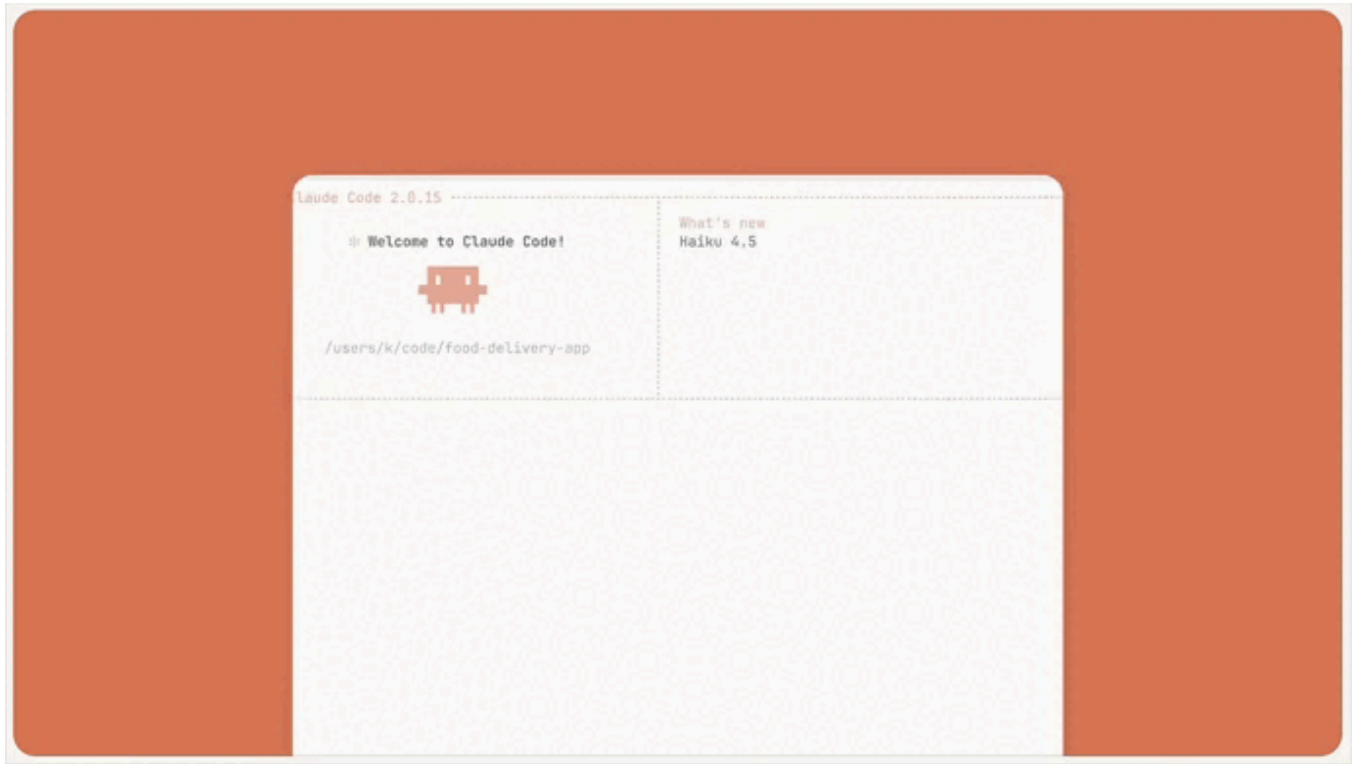 laude Code 2.0.15
Welcome to Claude Code!
/users/k/code/food-delivery-app
What's new
Haiku 4.5